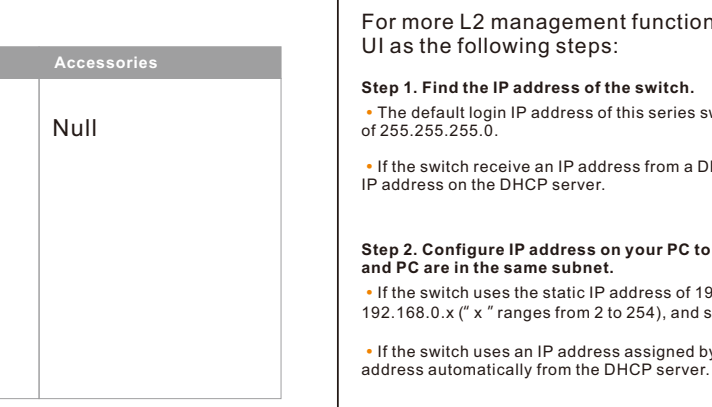 Accessories
Null
For more L2 management function
UI as the following steps:
Step 1. Find the IP address of the switch.
• The default login IP address of this series
of 255.255.255.0.
• If the switch receive an IP address from a
IP address on the DHCP server.
Step 2. Configure IP address on your PC to
and PC are in the same subnet.
• If the switch uses the static IP address of 19
192.168.0.x (" x " ranges from 2 to 254), and
• If the switch uses an IP address assigned by
address automatically from the DHCP server.